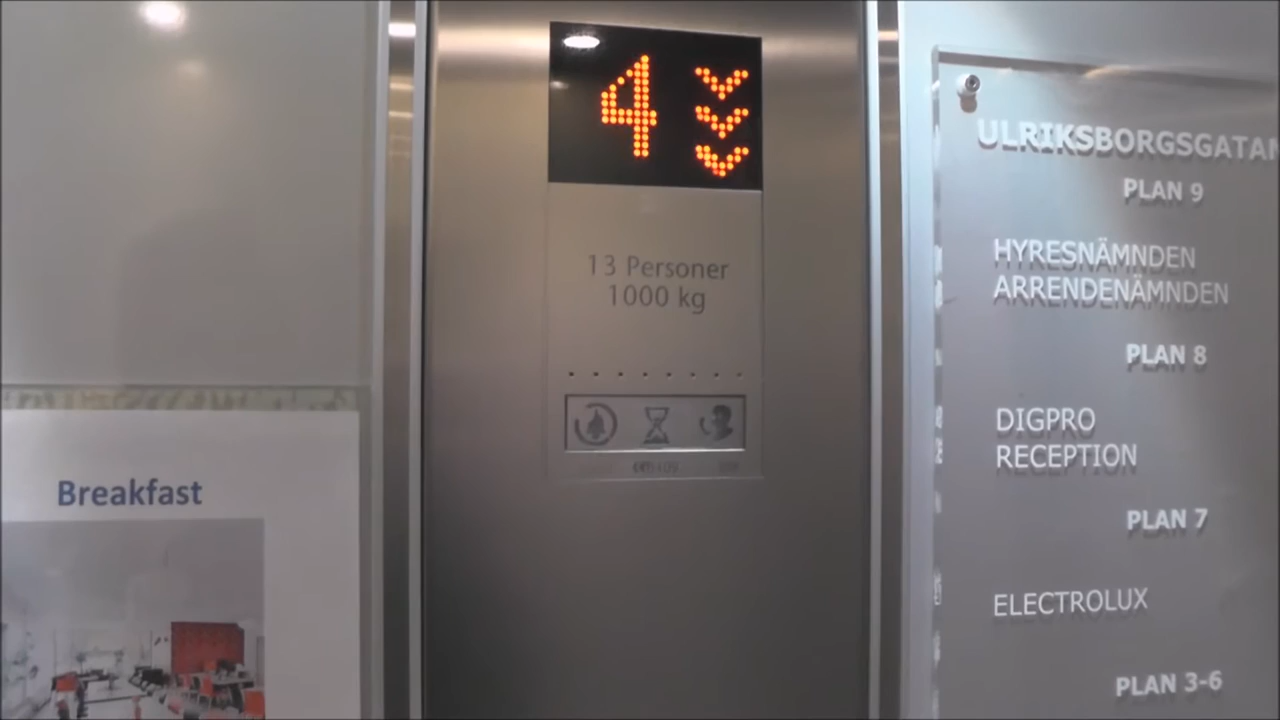 4
13 Personer
1000 kg
Breakfast
ULRIKSBORGSGATAN
PLAN 9
HYRESNÄMNDEN
ARRENDENÄMNDEN
PLAN 8
DIGPRO
RECEPTION
PLAN 7
ELECTROLUX
PLAN 3-6